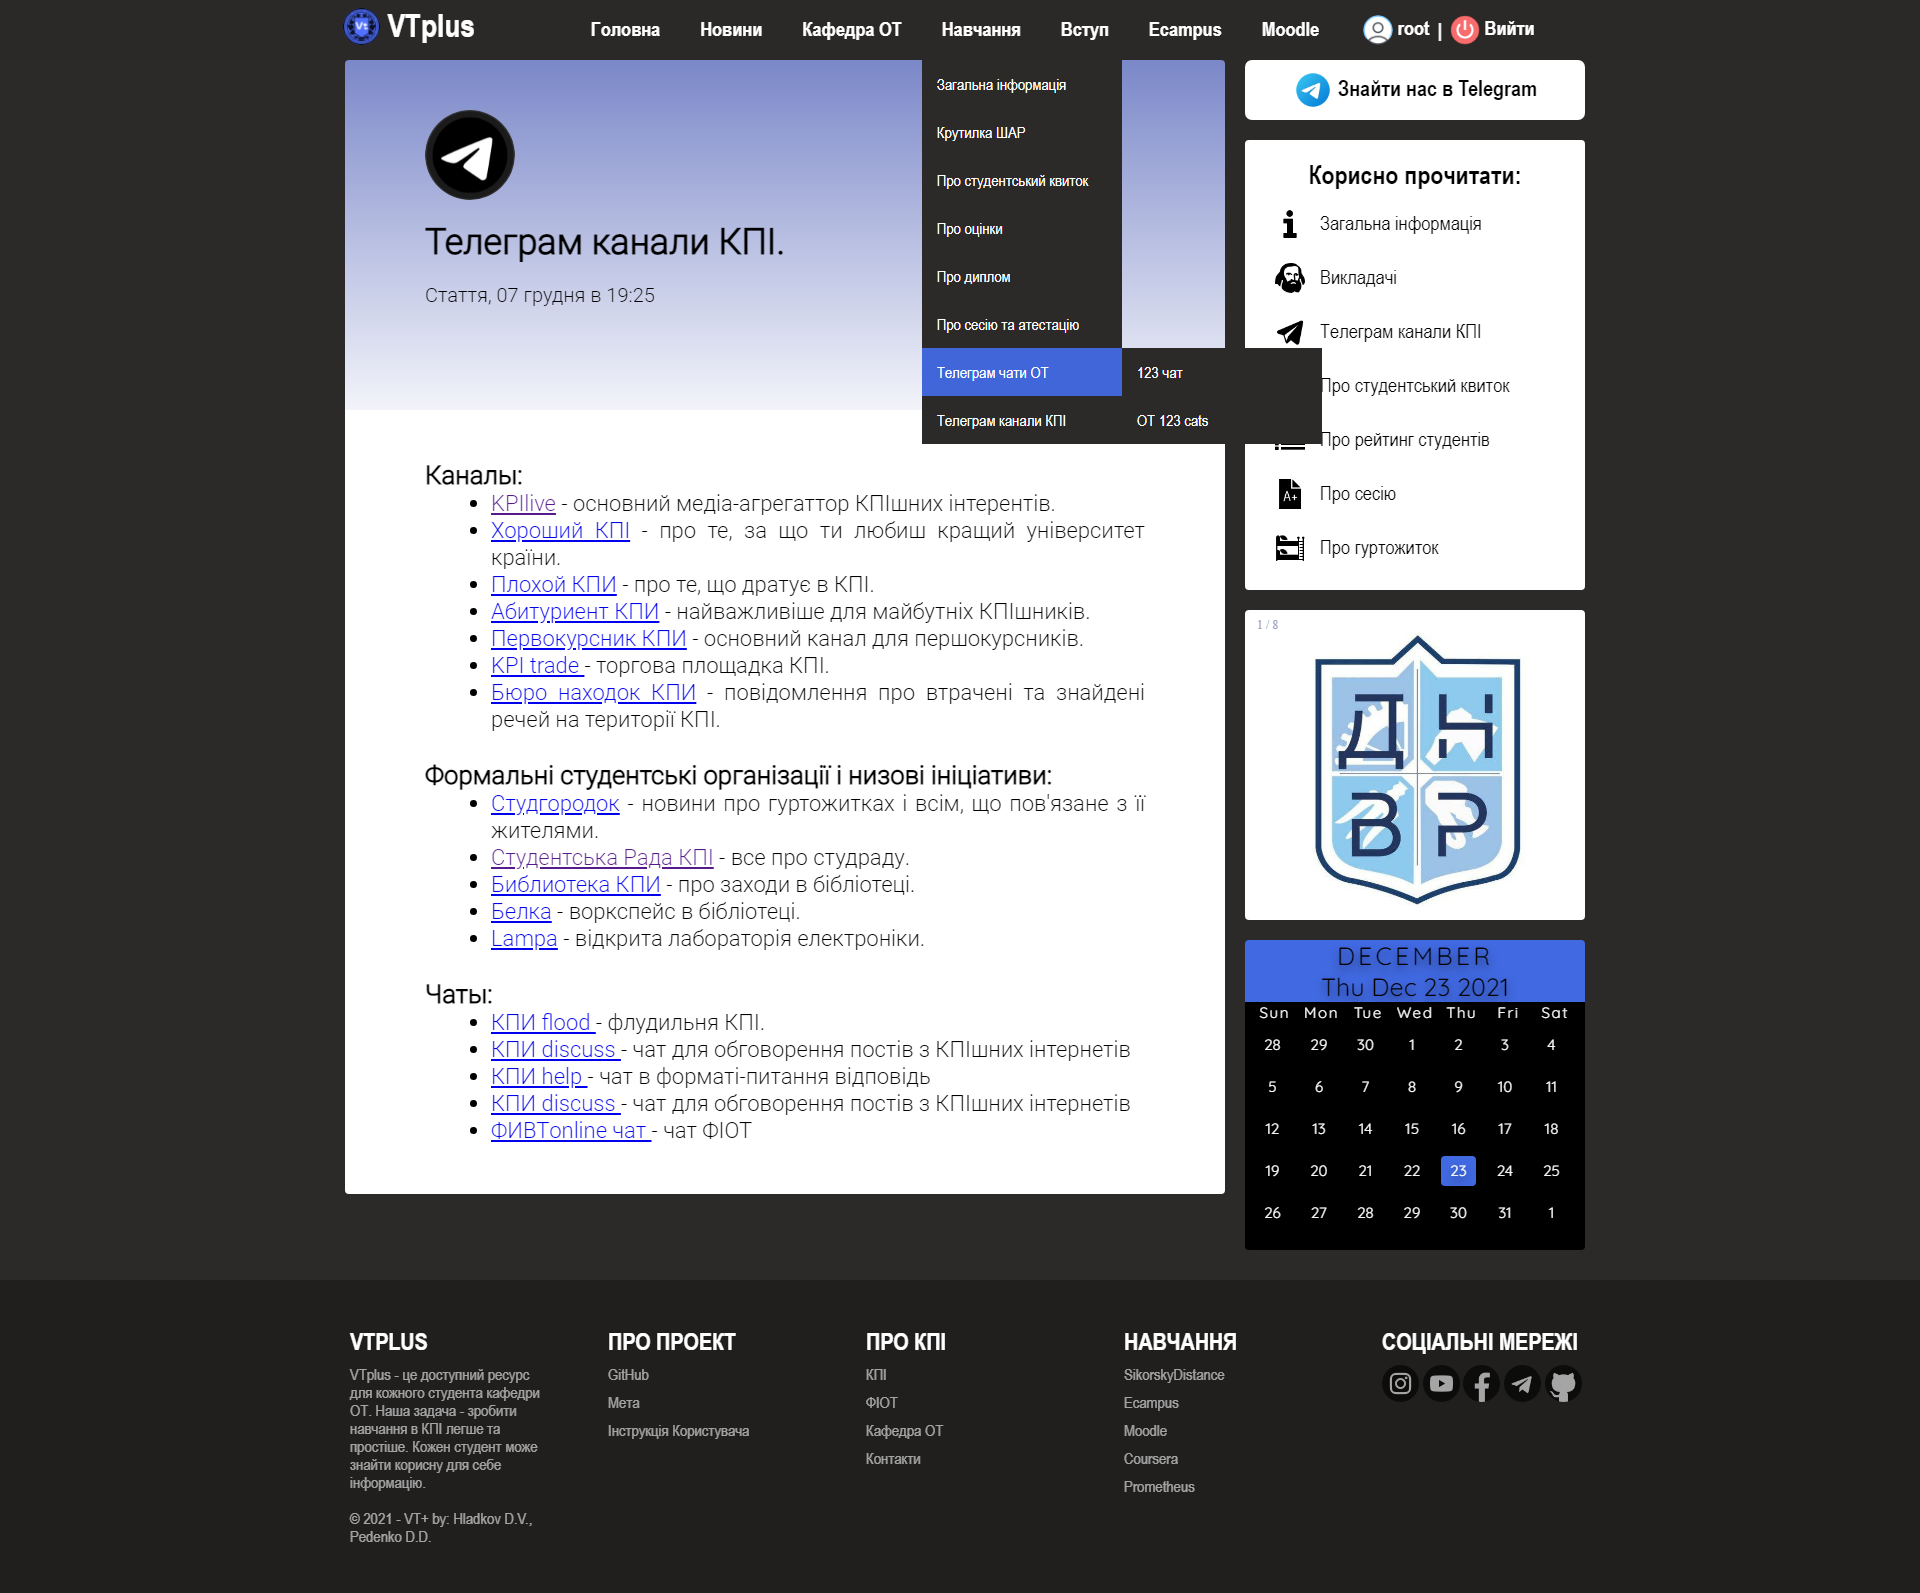 VTplus
Головна
Новини
Кафедра ОТ
Навчання
Вступ
Ecampus
Moodle
root | Вийти
Загальна інформація
Крутилка ШАР
Про студентський квиток
Про оцінки
Про диплом
Про сесію та атестацію
Телеграм чати ОТ
Телеграм канали КПІ
123 чат
ОТ 123 cats
Телеграм канали КПІ.
Стаття, 07 грудня в 19:25
Каналы:
KPIlive - основний медіа-агрегаттор КПІшних інтерентів.
Хороший КПІ - про те, за що ти любиш кращий університет
країни.
Плохой КПИ - про те, що дратує в КПІ.
Абитуриент КПИ - найважливіше для майбутніх КПІшників.
Первокурсник КПИ - основний канал для першокурсників.
KPI trade - торгова площадка КПІ.
Бюро находок КПИ - повідомлення про втрачені та знайдені
речей на території КПІ.
Формальні студентські організації і низові ініціативи:
Студгородок - новини про гуртожитках і всім, що пов'язане з її
жителями.
Студентська Рада КПІ - все про студраду.
Библиотека КПИ - про заходи в бібліотеці.
Белка - воркспейс в бібліотеці.
Lampa - відкрита лабораторія електроніки.
Чаты:
КПИ flood - флудильня КПІ.
КПИ discuss - чат для обговорення постів з КПІшних інтернетів
КПИ help - чат в форматі-питання відповідь
КПИ discuss - чат для обговорення постів з КПІшних інтернетів
ФИВТonline чат - чат ФІОТ
Знайти нас в Telegram
Корисно прочитати:
Загальна інформація
Викладачі
Телеграм канали КПІ
Про студентський квиток
Про рейтинг студентів
A+ Про сесію
Про гуртожиток
1 / 8
Д Н
В Р
DECEMBER
Thu Dec 23 2021
Sun Mon Tue Wed Thu Fri Sat
28 29 30 1 2 3 4
5 6 7 8 9 10 11
12 13 14 15 16 17 18
19 20 21 22 23 24 25
26 27 28 29 30 31 1
VTPLUS
VTplus - це доступний ресурс
для кожного студента кафедри
ОТ. Наша задача - зробити
навчання в КПІ легше та
простіше. Кожен студент може
знайти корисну для себе
інформацію.
© 2021 - VT+ by: Hladkov D.V.,
Pedenko D.D.
ПРО ПРОЕКТ
GitHub
Мета
Інструкція Користувача
ПРО КПІ
КПІ
ФІОТ
Кафедра ОТ
Контакти
НАВЧАННЯ
SikorskyDistance
Ecampus
Moodle
Coursera
Prometheus
СОЦІАЛЬНІ МЕРЕЖІ